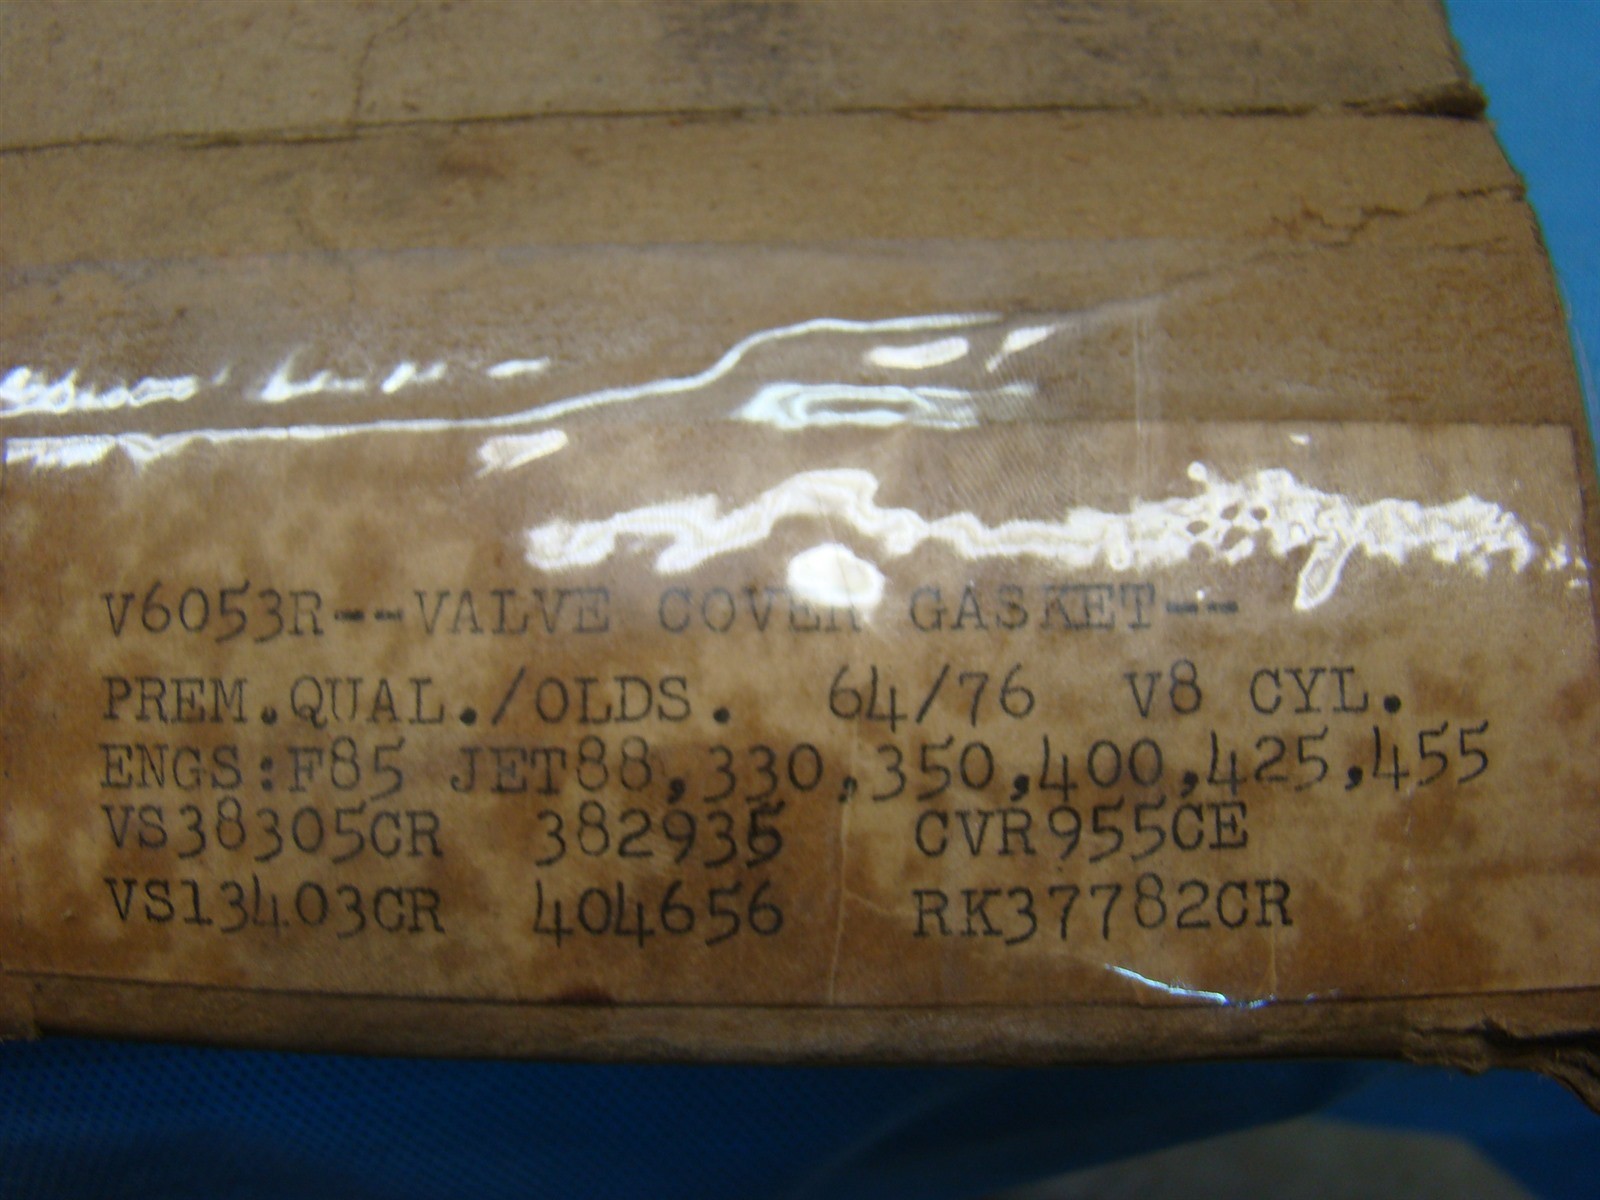 V6053R--VALVE COVER GASKET--
PREM.QUAL./OLDS. 64/76 V8 CYL.
ENGS:F85 JET88,330,350,400,425,455
VS38305CR 382935 CVR955CE
VS13403CR 404656 RK37782CR